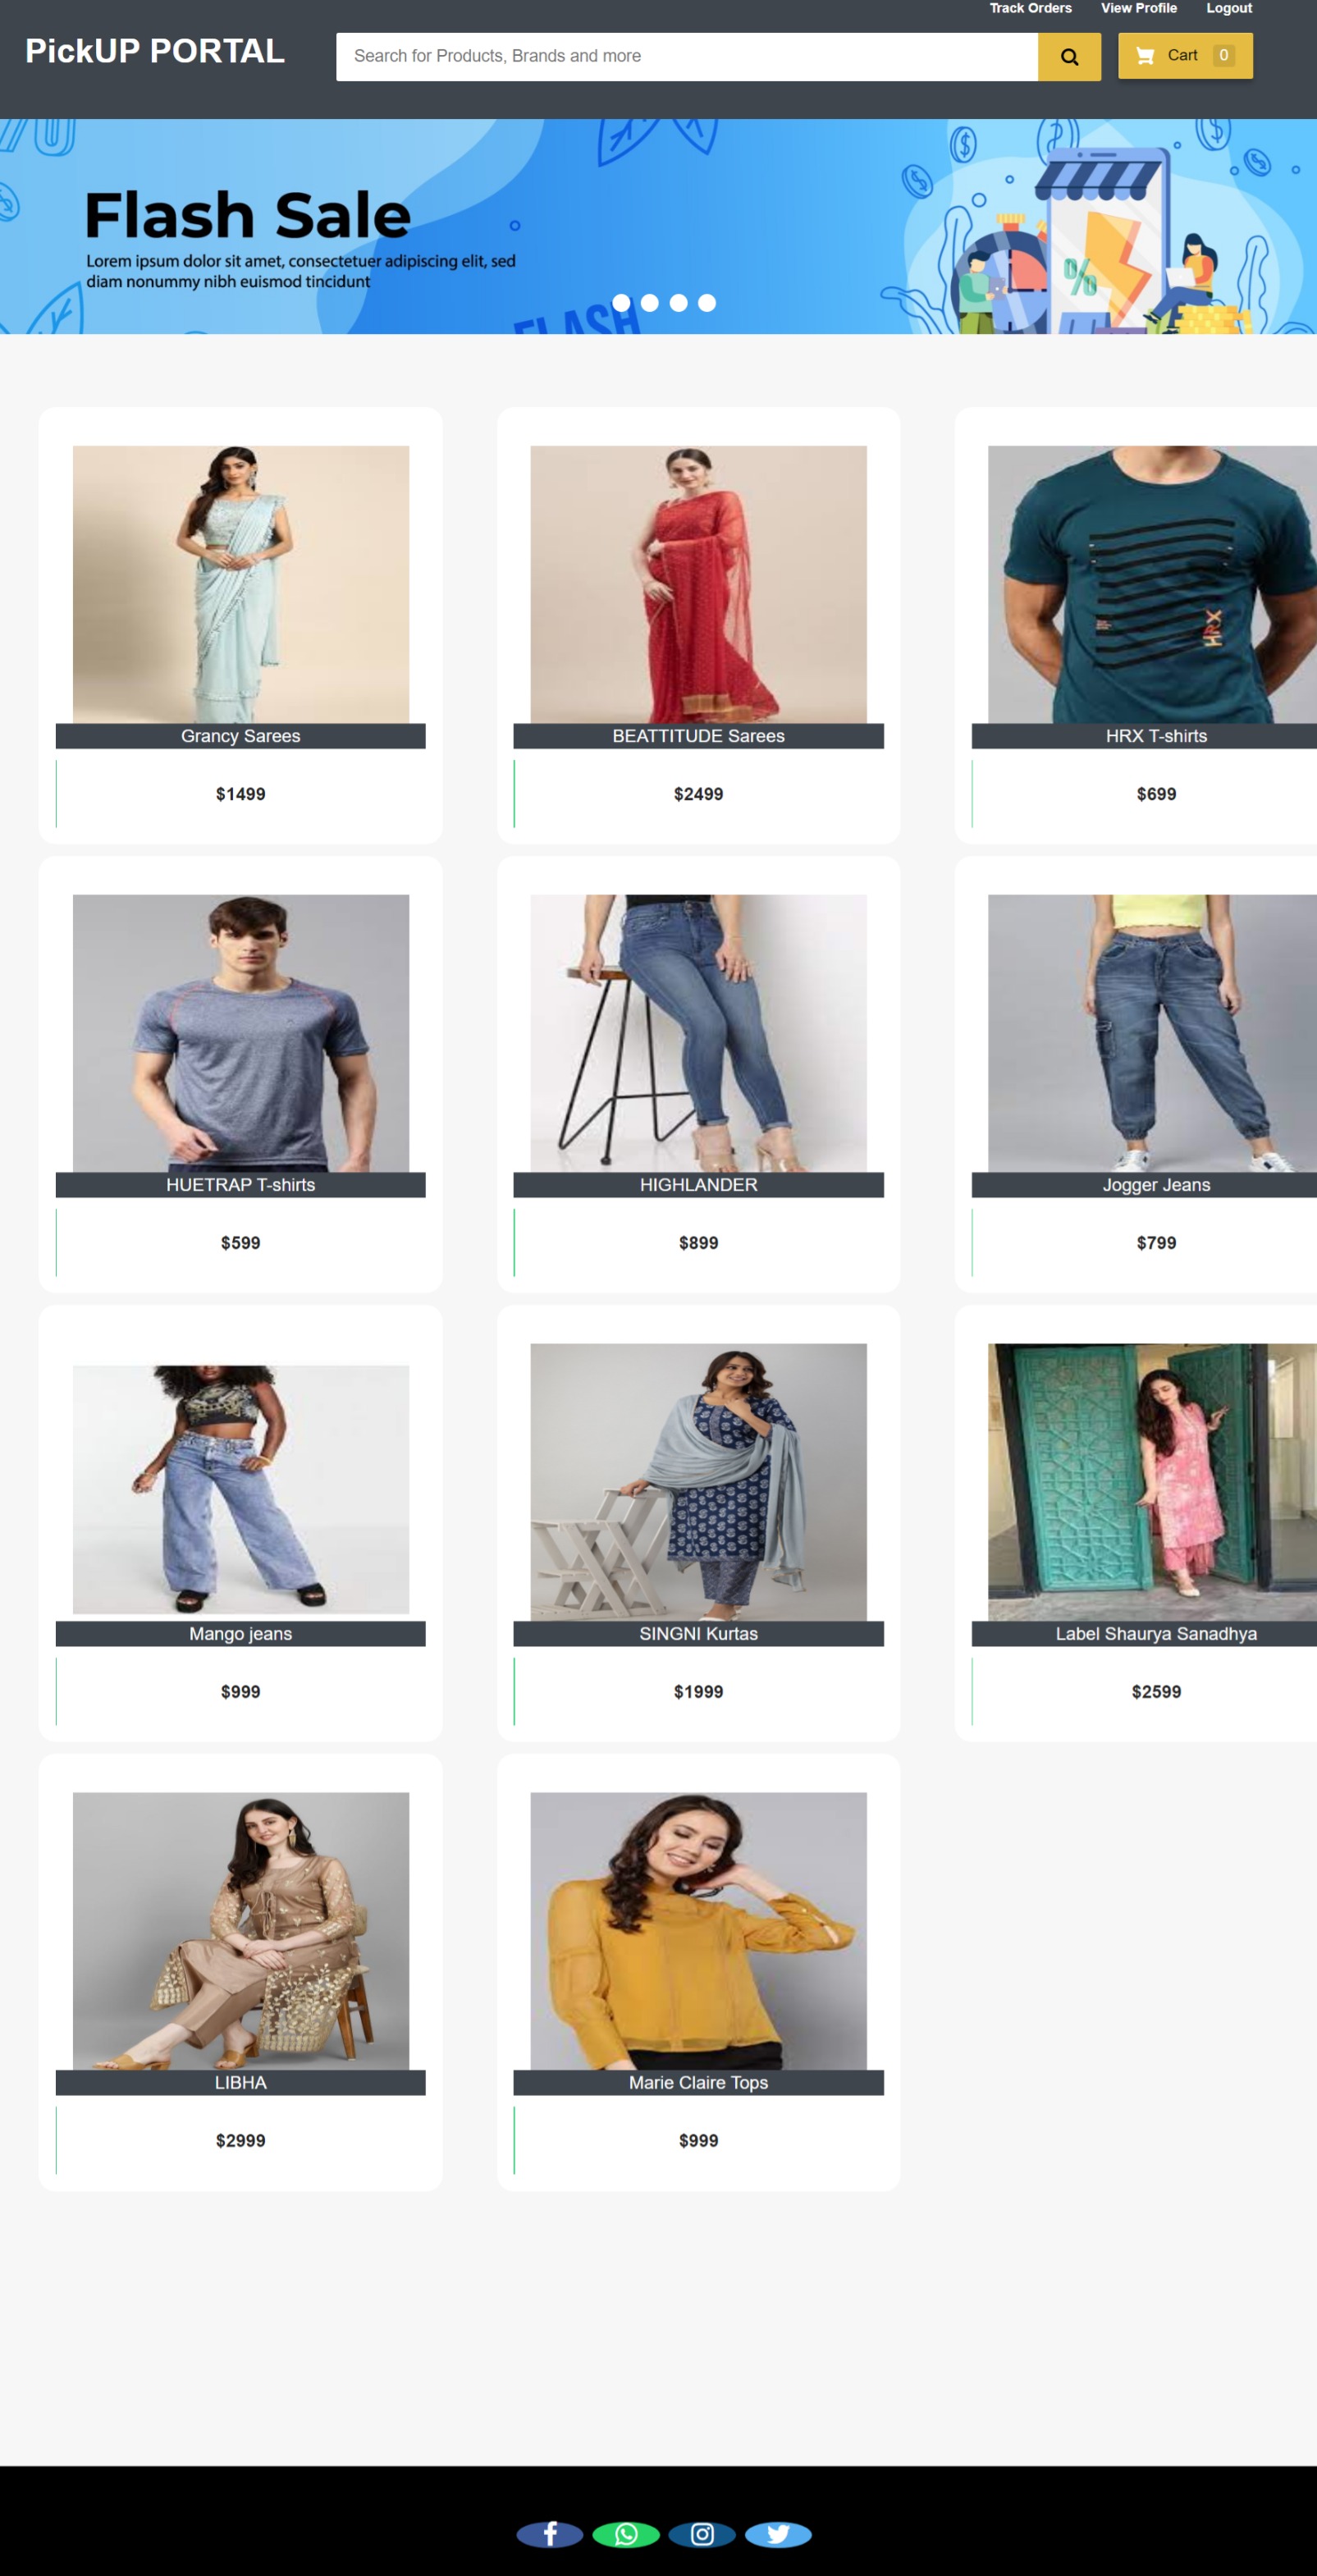 Track Orders View Profile Logout
PickUP PORTAL
Search for Products, Brands and more
Cart 0
Flash Sale
Lorem ipsum dolor sit amet, consectetuer adipiscing elit, sed
diam nonummy nibh euismod tincidunt
FLASH
%
HRX
Grancy Sarees
BEATTITUDE Sarees
HRX T-shirts
$1499
$2499
$699
HUETRAP T-shirts
HIGHLANDER
Jogger Jeans
$599
$899
$799
Mango jeans
SINGNI Kurtas
Label Shaurya Sanadhya
$999
$1999
$2599
LIBHA
Marie Claire Tops
$2999
$999